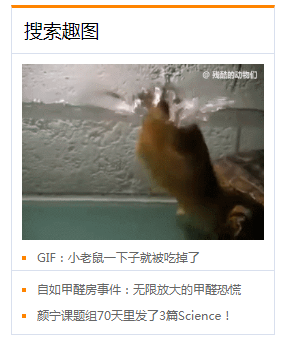 搜索趣图
@ 残酷的动物们
GIF：小老鼠一下子就被吃掉了
自如甲醛房事件：无限放大的甲醛恐慌
颜宁课题组70天里发了3篇Science！